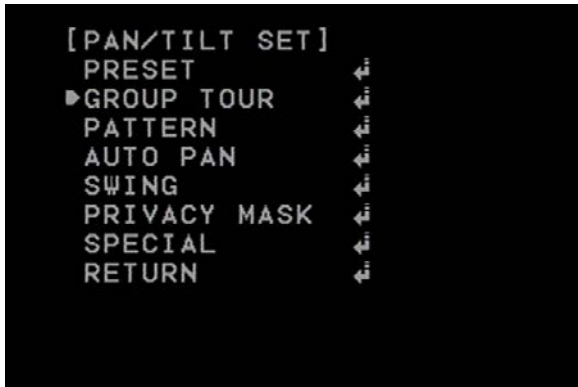 [PAN/TILT SET]
PRESET ↵
GROUP TOUR ↵
PATTERN ↵
AUTO PAN ↵
SWING ↵
PRIVACY MASK ↵
SPECIAL ↵
RETURN ↵